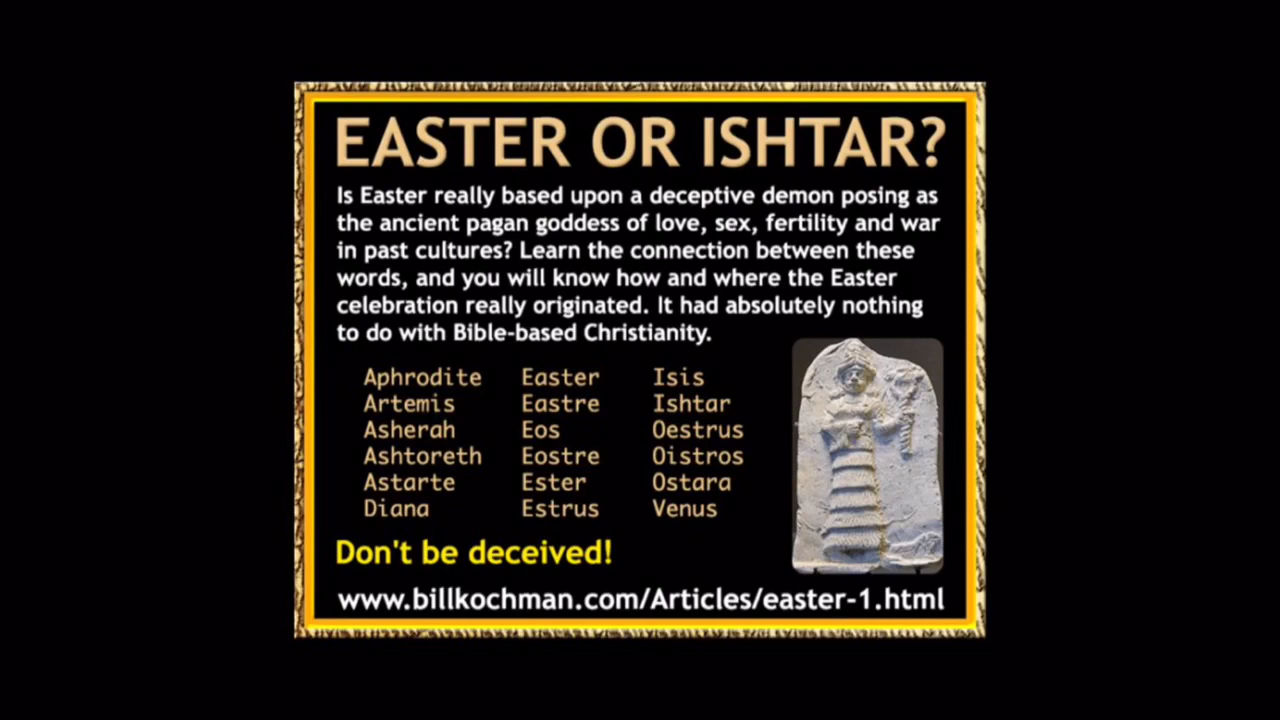 EASTER OR ISHTAR?
Is Easter really based upon a deceptive demon posing as
the ancient pagan goddess of love, sex, fertility and war
in past cultures? Learn the connection between these
words, and you will know how and where the Easter
celebration really originated. It had absolutely nothing
to do with Bible-based Christianity.
Aphrodite Easter Isis
Artemis Eastre Ishtar
Asherah Eos Oestrus
Ashtoreth Eostre Oistros
Astarte Ester Ostara
Diana Estrus Venus
Don't be deceived!
www.billkochman.com/Articles/easter-1.html